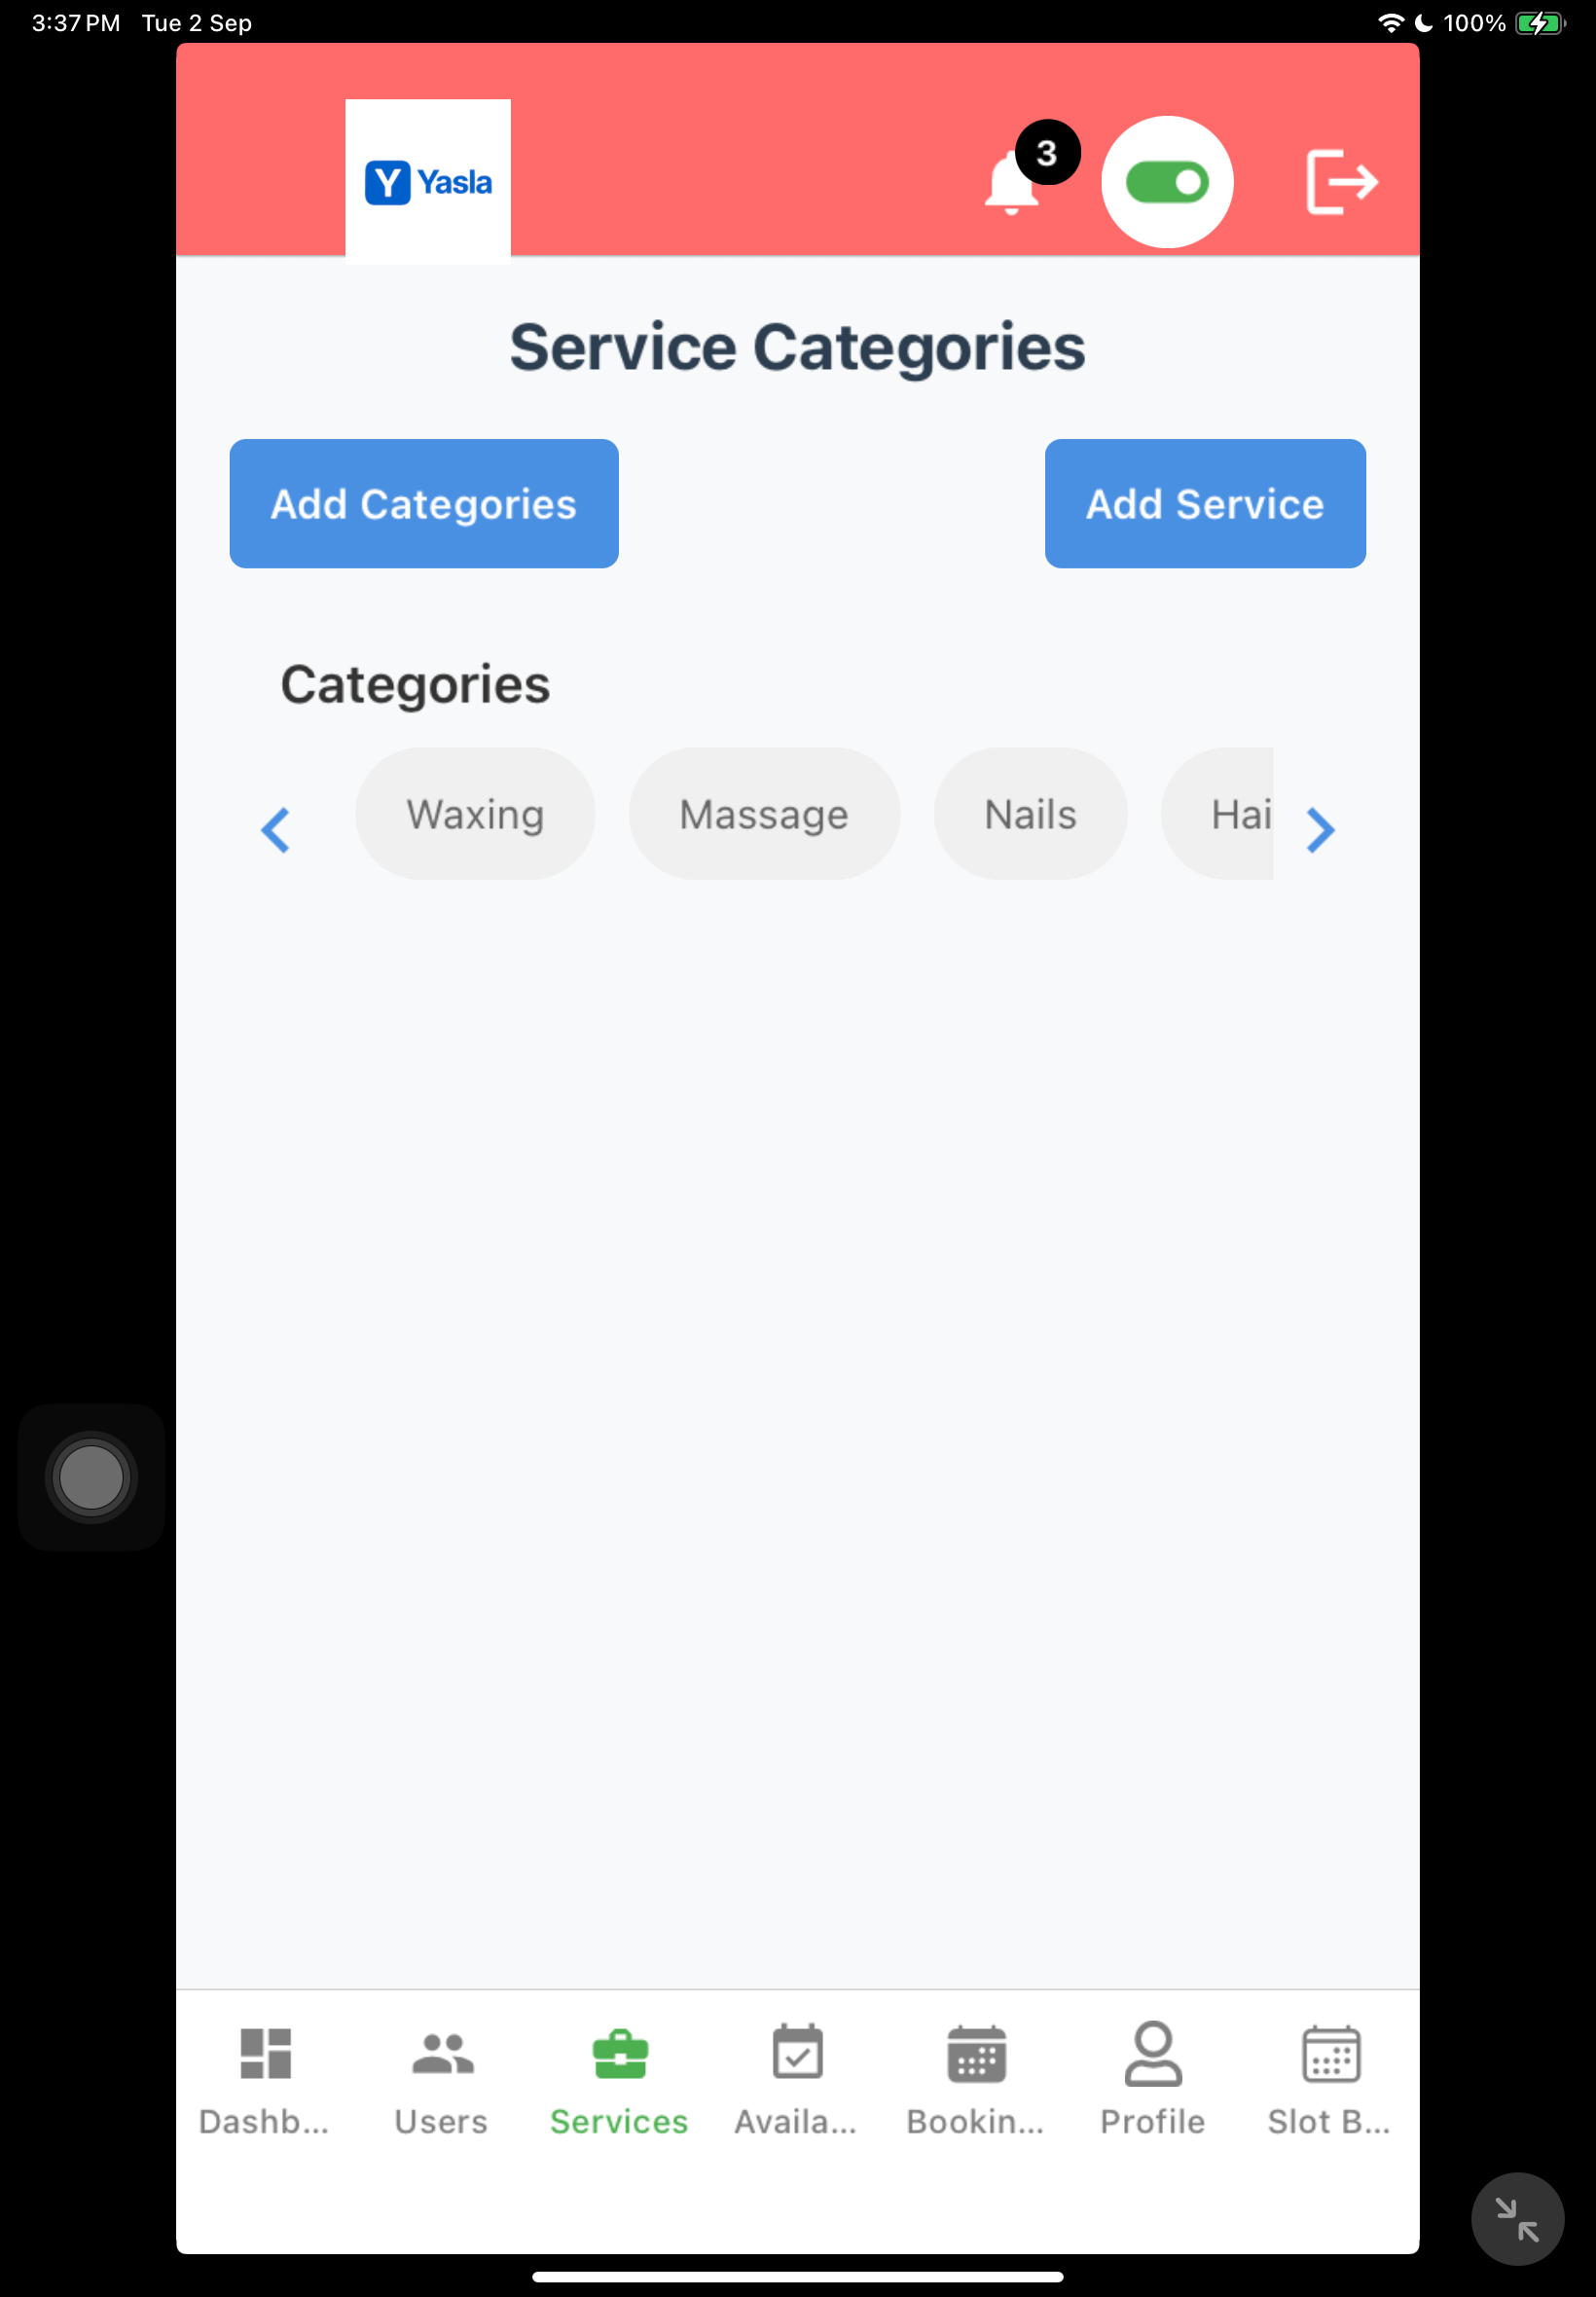 3:37 PM Tue 2 Sep 100%
3
Y Yasla
Service Categories
Add Categories Add Service
Categories
Waxing Massage Nails Hai
Dashb... Users Services Availa... Bookin... Profile Slot B...